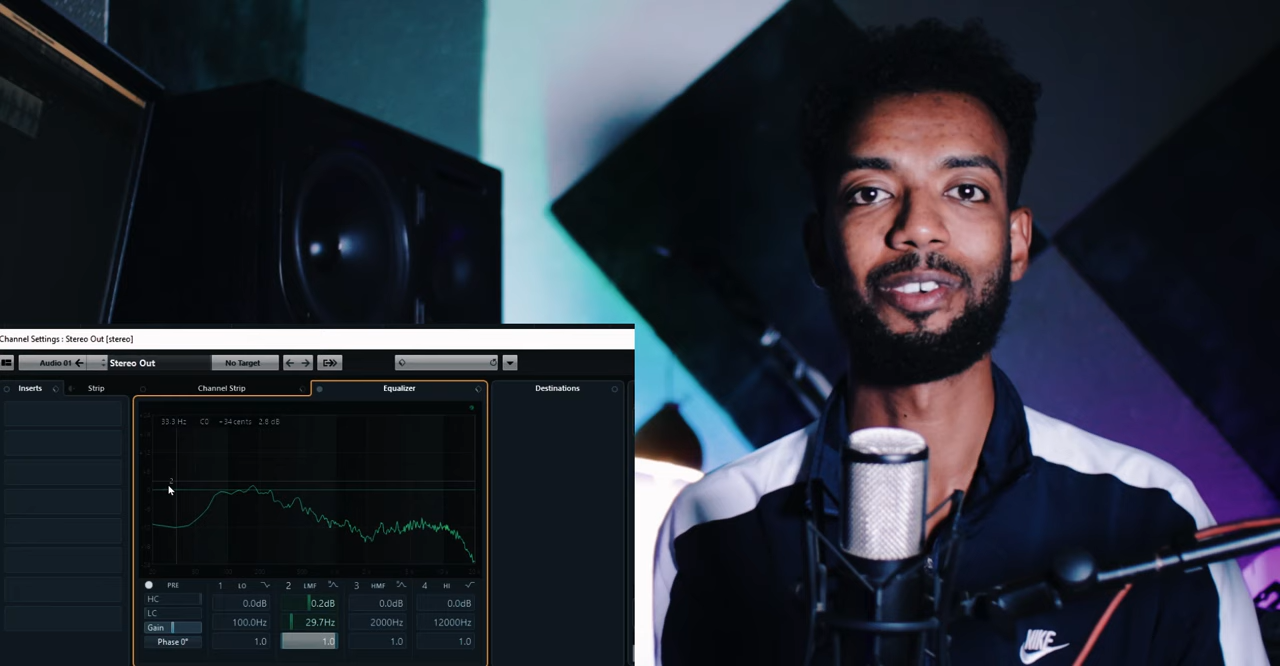 Channel Settings : Stereo Out [stereo]
Audio 01 Stereo Out No Target
Inserts Strip Channel Strip Equalizer Destinations
33.3 Hz C0 +34 cents 2.8 dB
2
PRE 1 LO 2 LMF 3 HMF 4 HI
HC 0.0dB 0.2dB 0.0dB 0.0dB
LC 100.0Hz 29.7Hz 2000Hz 12000Hz
Gain
Phase 0° 1.0 1.0 1.0 1.0
NIKE